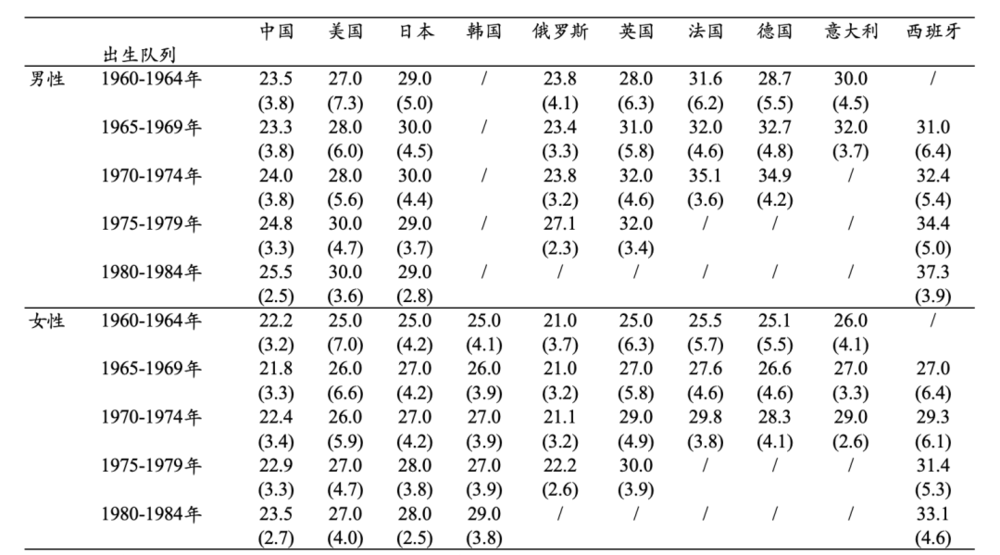 中国 美国 日本 韩国 俄罗斯 英国 法国 德国 意大利 西班牙
出生队列
男性 1960-1964年 23.5 27.0 29.0 / 23.8 28.0 31.6 28.7 30.0 /
(3.8) (7.3) (5.0) (4.1) (6.3) (6.2) (5.5) (4.5)
1965-1969年 23.3 28.0 30.0 / 23.4 31.0 32.0 32.7 32.0 31.0
(3.8) (6.0) (4.5) (3.3) (5.8) (4.6) (4.8) (3.7) (6.4)
1970-1974年 24.0 28.0 30.0 / 23.8 32.0 35.1 34.9 / 32.4
(3.8) (5.6) (4.4) (3.2) (4.6) (3.6) (4.2) (5.4)
1975-1979年 24.8 30.0 29.0 / 27.1 32.0 / / / 34.4
(3.3) (4.7) (3.7) (2.3) (3.4) (5.0)
1980-1984年 25.5 30.0 29.0 / / / / / / 37.3
(2.5) (3.6) (2.8) (3.9)
女性 1960-1964年 22.2 25.0 25.0 25.0 21.0 25.0 25.5 25.1 26.0 /
(3.2) (7.0) (4.2) (4.1) (3.7) (6.3) (5.7) (5.5) (4.1)
1965-1969年 21.8 26.0 27.0 26.0 21.0 27.0 27.6 26.6 27.0 27.0
(3.3) (6.6) (4.2) (3.9) (3.2) (5.8) (4.6) (4.6) (3.3) (6.4)
1970-1974年 22.4 26.0 27.0 27.0 21.1 29.0 29.8 28.3 29.0 29.3
(3.4) (5.9) (4.2) (3.9) (3.2) (4.9) (3.8) (4.1) (2.6) (6.1)
1975-1979年 22.9 27.0 28.0 27.0 22.2 30.0 / / / 31.4
(3.3) (4.7) (3.8) (3.9) (2.6) (3.9) (5.3)
1980-1984年 23.5 27.0 28.0 29.0 / / / / / 33.1
(2.7) (4.0) (2.5) (3.8) (4.6)